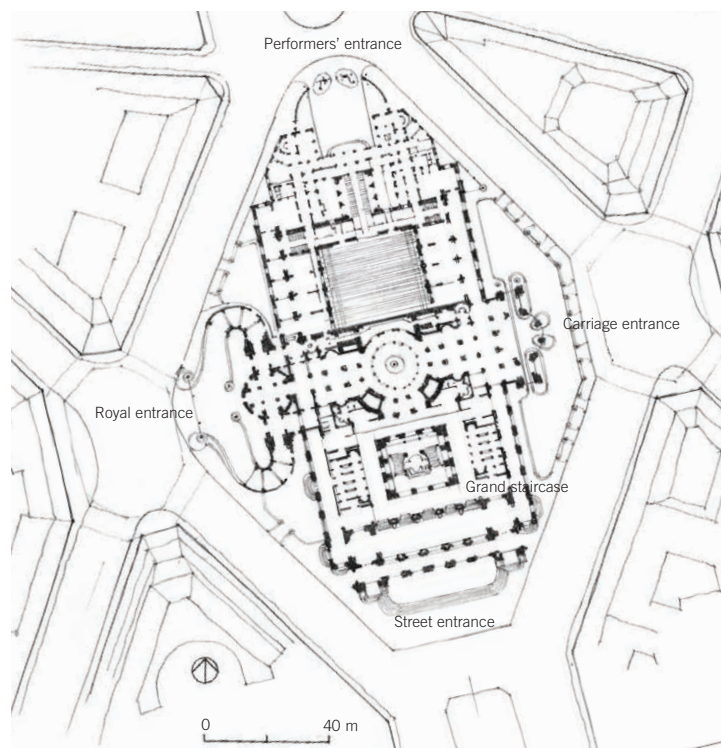 Performers’ entrance
Carriage entrance
Royal entrance
Grand staircase
Street entrance
0 40 m